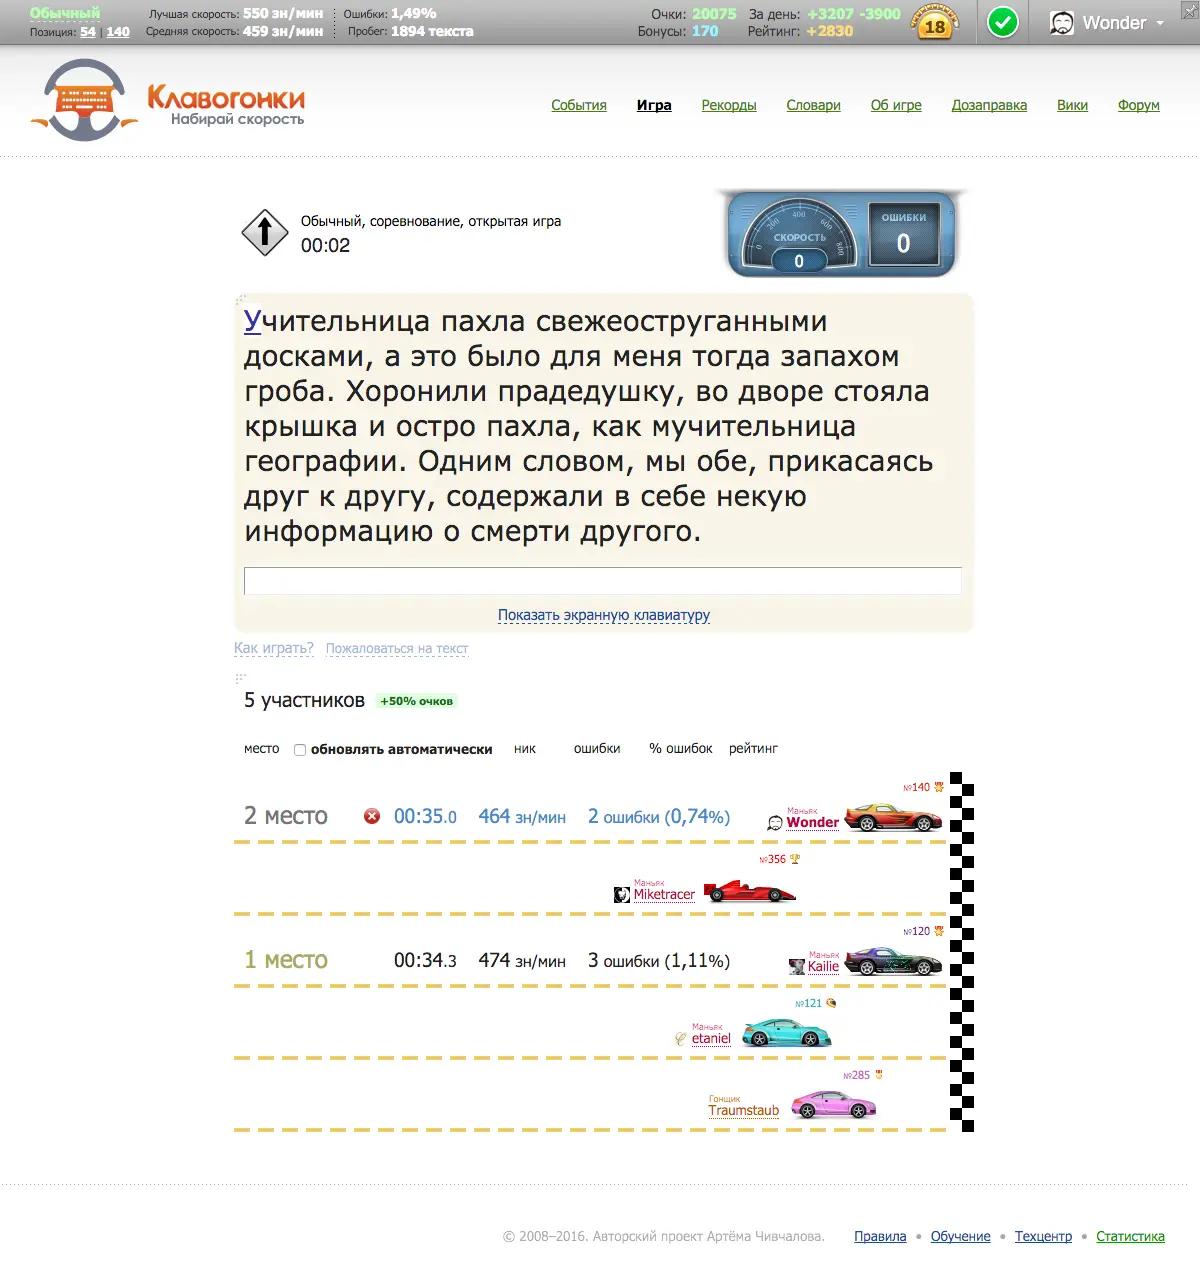 Обычный Лучшая скорость: 550 зн/мин Ошибки: 1,49% Очки: 20075 За день: +3207 -3900
Позиция: 54 | 140 Средняя скорость: 459 зн/мин Пробег: 1894 текста Бонусы: 170 Рейтинг: +2830
18
Wonder
Клавогонки
Набирай скорость
События Игра Рекорды Словари Об игре Дозаправка Вики Форум
Обычный, соревнование, открытая игра
00:02
0 200 400 600 800
СКОРОСТЬ
0
ОШИБКИ
0
Учительница пахла свежеоструганными
досками, а это было для меня тогда запахом
гроба. Хоронили прадедушку, во дворе стояла
крышка и остро пахла, как мучительница
географии. Одним словом, мы обе, прикасаясь
друг к другу, содержали в себе некую
информацию о смерти другого.
Показать экранную клавиатуру
Как играть? Пожаловаться на текст
5 участников +50% очков
место обновлять автоматически ник ошибки % ошибок рейтинг
№140
2 место 00:35.0 464 зн/мин 2 ошибки (0,74%) Маньяк Wonder
№356
Маньяк
Miketracer
№120
1 место 00:34.3 474 зн/мин 3 ошибки (1,11%) Маньяк Kailie
№121
Маньяк
etaniel
№285
Гонщик
Traumstaub
© 2008–2016. Авторский проект Артёма Чивчалова. Правила • Обучение • Техцентр • Статистика